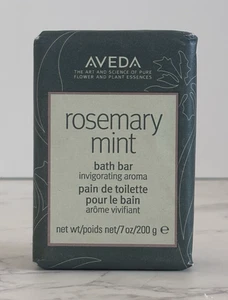 AVEDA
THE ART AND SCIENCE OF PURE
FLOWER AND PLANT ESSENCES
rosemary
mint
bath bar
invigorating aroma
pain de toilette
pour le bain
arôme vivifiant
net wt/poids net/7 oz/200 g ℮